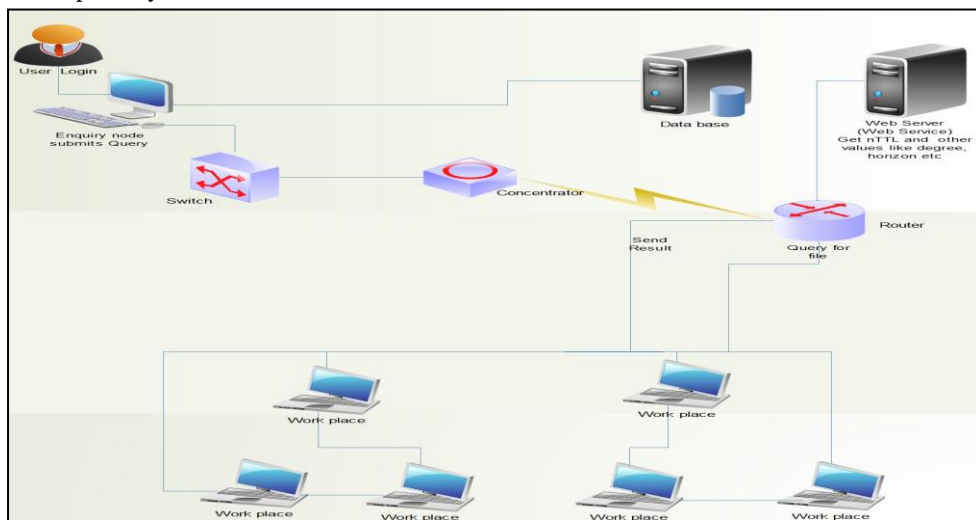 User Login
Enquiry node
submits Query
Data base
Web Server
(Web Service)
Get nTTL and other
values like degree,
horizon etc
Switch
Concentrator
Router
Send
Result
Query for
file
Work place
Work place
Work place
Work place
Work place
Work place